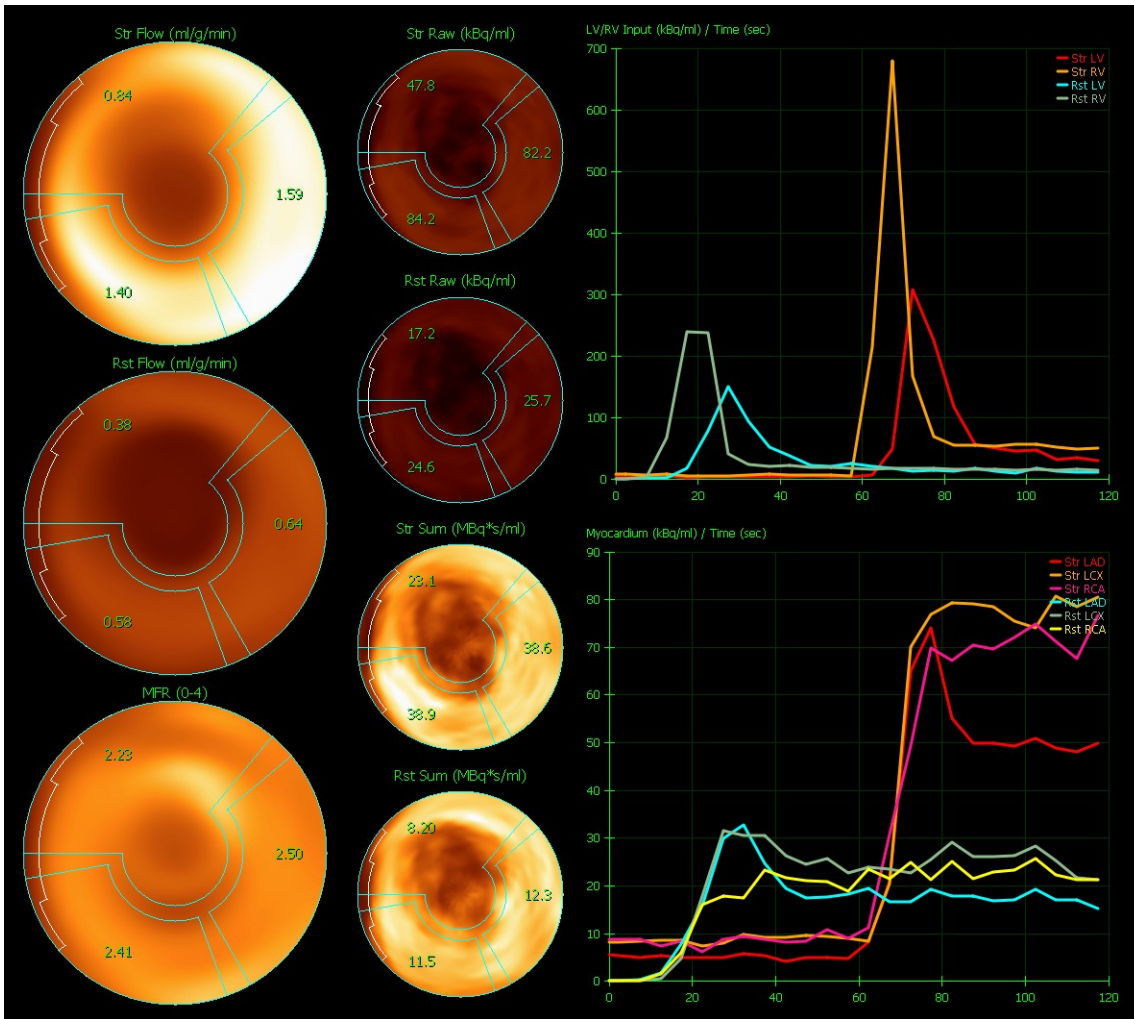 Str Flow (ml/g/min)
0.84
1.59
1.40
Rst Flow (ml/g/min)
0.38
0.64
0.58
MFR (0-4)
2.23
2.50
2.41
Str Raw (kBq/ml)
47.8
82.2
84.2
Rst Raw (kBq/ml)
17.2
25.7
24.6
Str Sum (MBq*s/ml)
23.1
38.6
38.9
Rst Sum (MBq*s/ml)
8.20
12.3
11.5
LV/RV Input (kBq/ml) / Time (sec)
700
600
500
400
300
200
100
0
0 20 40 60 80 100 120
Str LV
Str RV
Rst LV
Rst RV
Myocardium (kBq/ml) / Time (sec)
90
80
70
60
50
40
30
20
10
0
0 20 40 60 80 100 120
Str LAD
Str LCX
Str RCA
Rst LAD
Rst LCX
Rst RCA